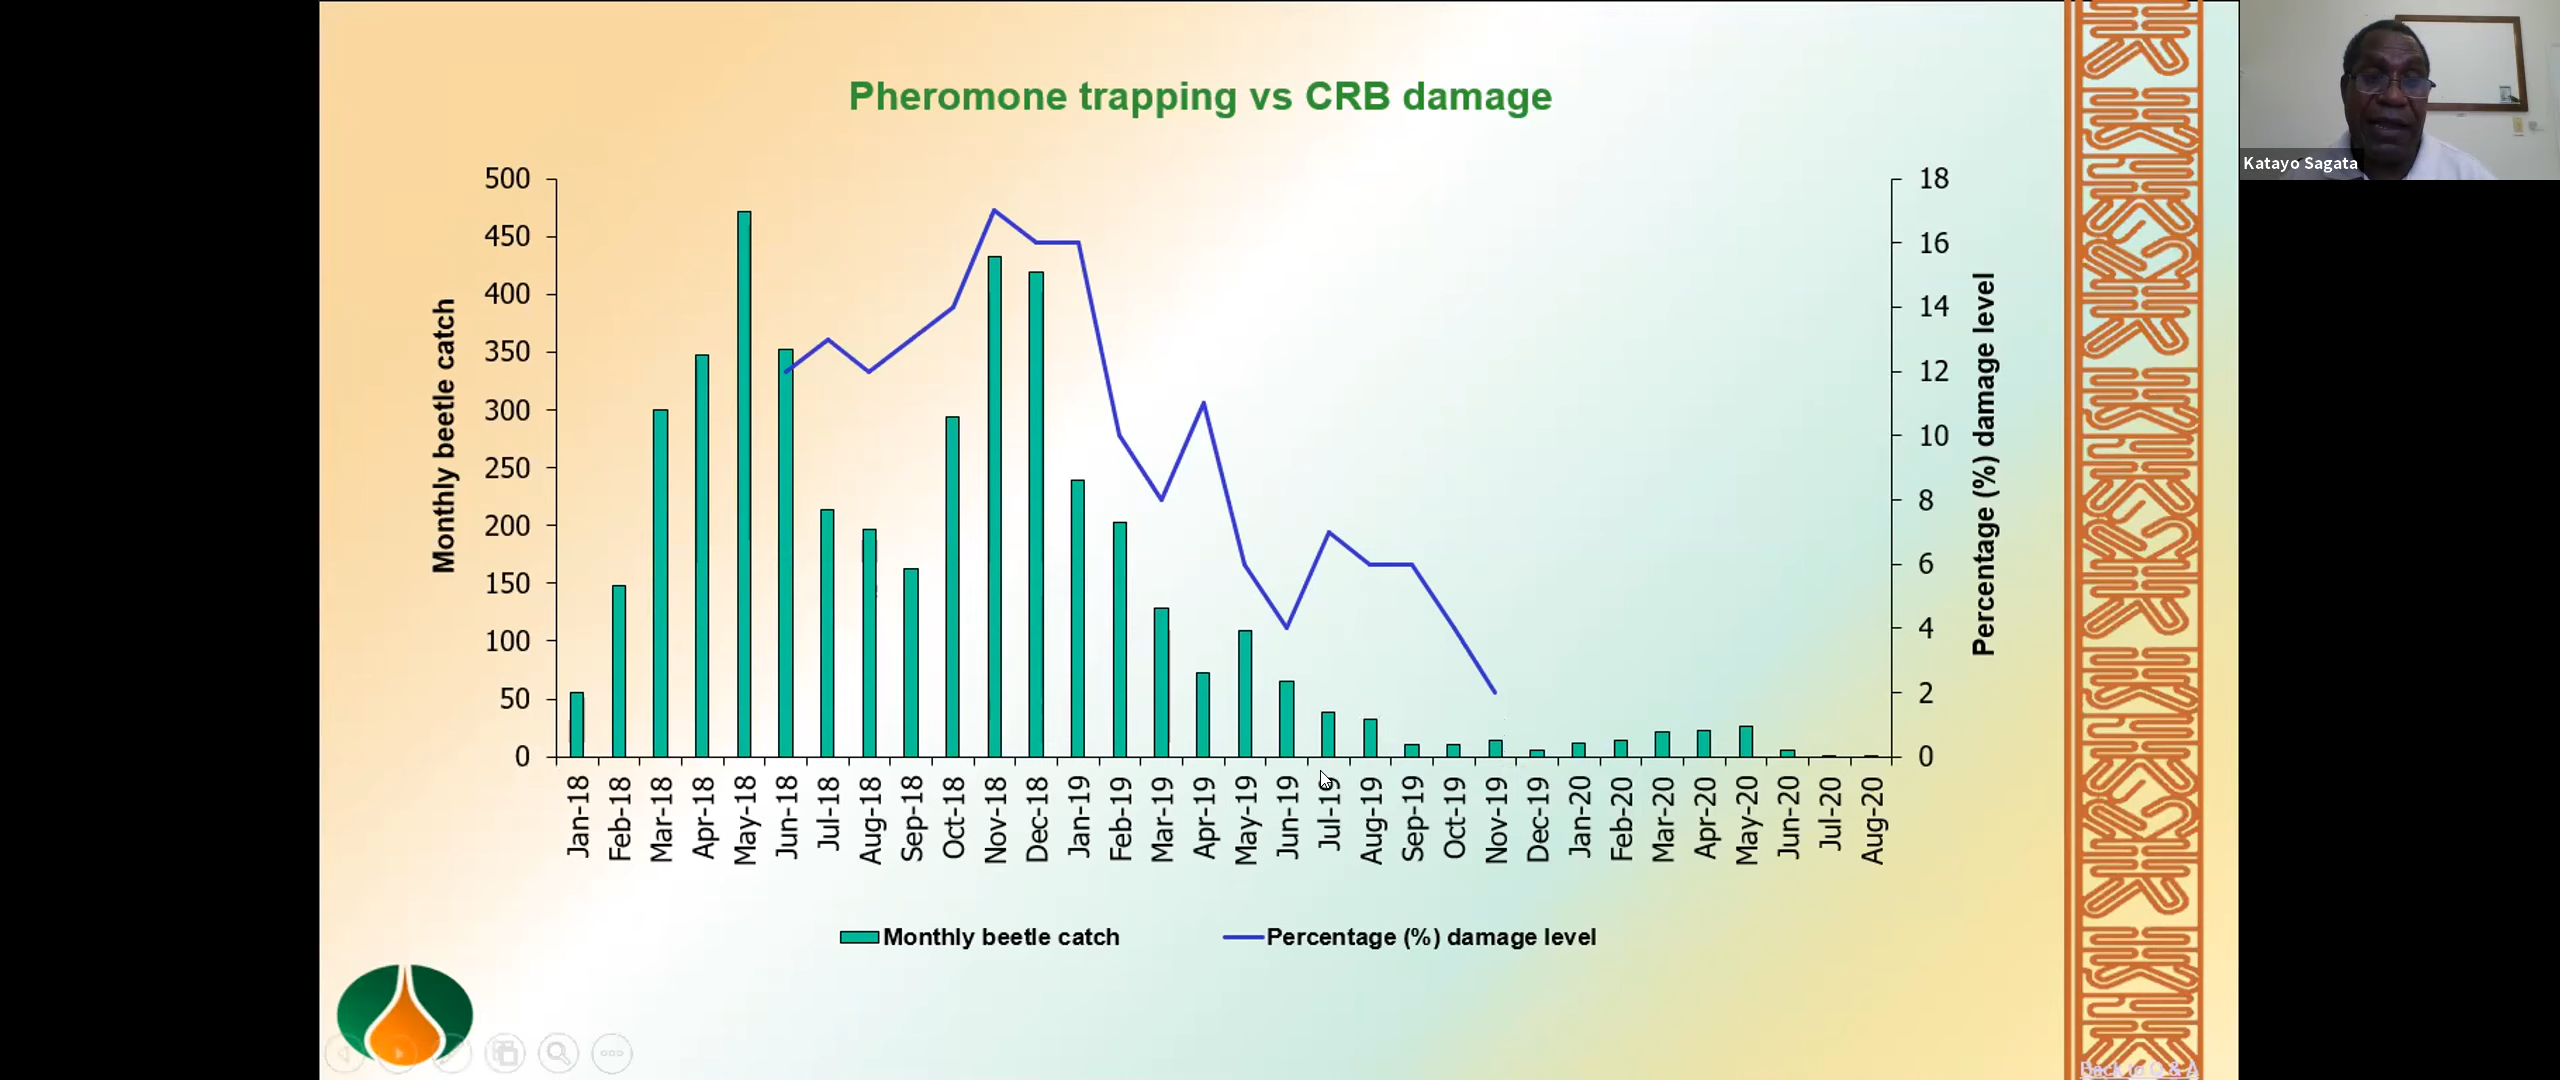 Pheromone trapping vs CRB damage
Katayo Sagata
500
450
400
350
300
250
200
150
100
50
0
Monthly beetle catch
18
16
14
12
10
8
6
4
2
0
Percentage (%) damage level
Jan-18
Feb-18
Mar-18
Apr-18
May-18
Jun-18
Jul-18
Aug-18
Sep-18
Oct-18
Nov-18
Dec-18
Jan-19
Feb-19
Mar-19
Apr-19
May-19
Jun-19
Jul-19
Aug-19
Sep-19
Oct-19
Nov-19
Dec-19
Jan-20
Feb-20
Mar-20
Apr-20
May-20
Jun-20
Jul-20
Aug-20
Monthly beetle catch
Percentage (%) damage level
Back to Q & A